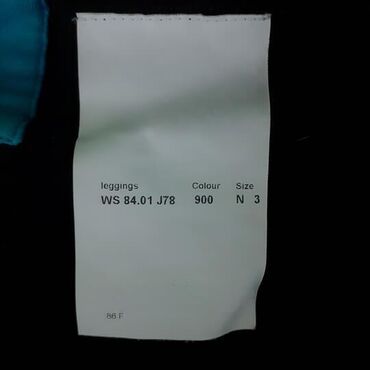 leggings Colour Size
WS 84.01 J78 900 N 3
86 F